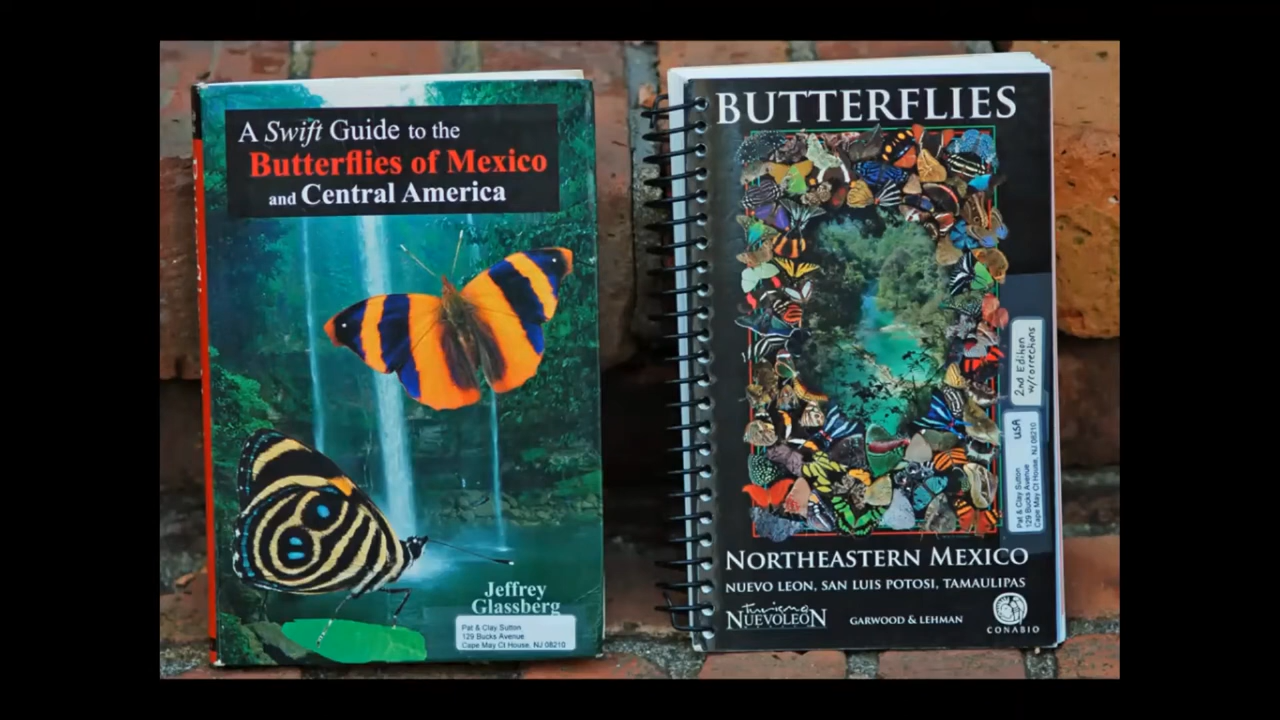 A Swift Guide to the
Butterflies of Mexico
and Central America
Jeffrey
Glassberg
Pat & Clay Sutton
129 Bucks Avenue
Cape May Ct House, NJ 08210
BUTTERFLIES
2nd Edition
w/corrections
USA
Pat & Clay Sutton
129 Bucks Avenue
Cape May Ct House, NJ 08210
NORTHEASTERN MEXICO
NUEVO LEON, SAN LUIS POTOSI, TAMAULIPAS
Turismo
NUEVOLEON
GARWOOD & LEHMAN
CONABIO